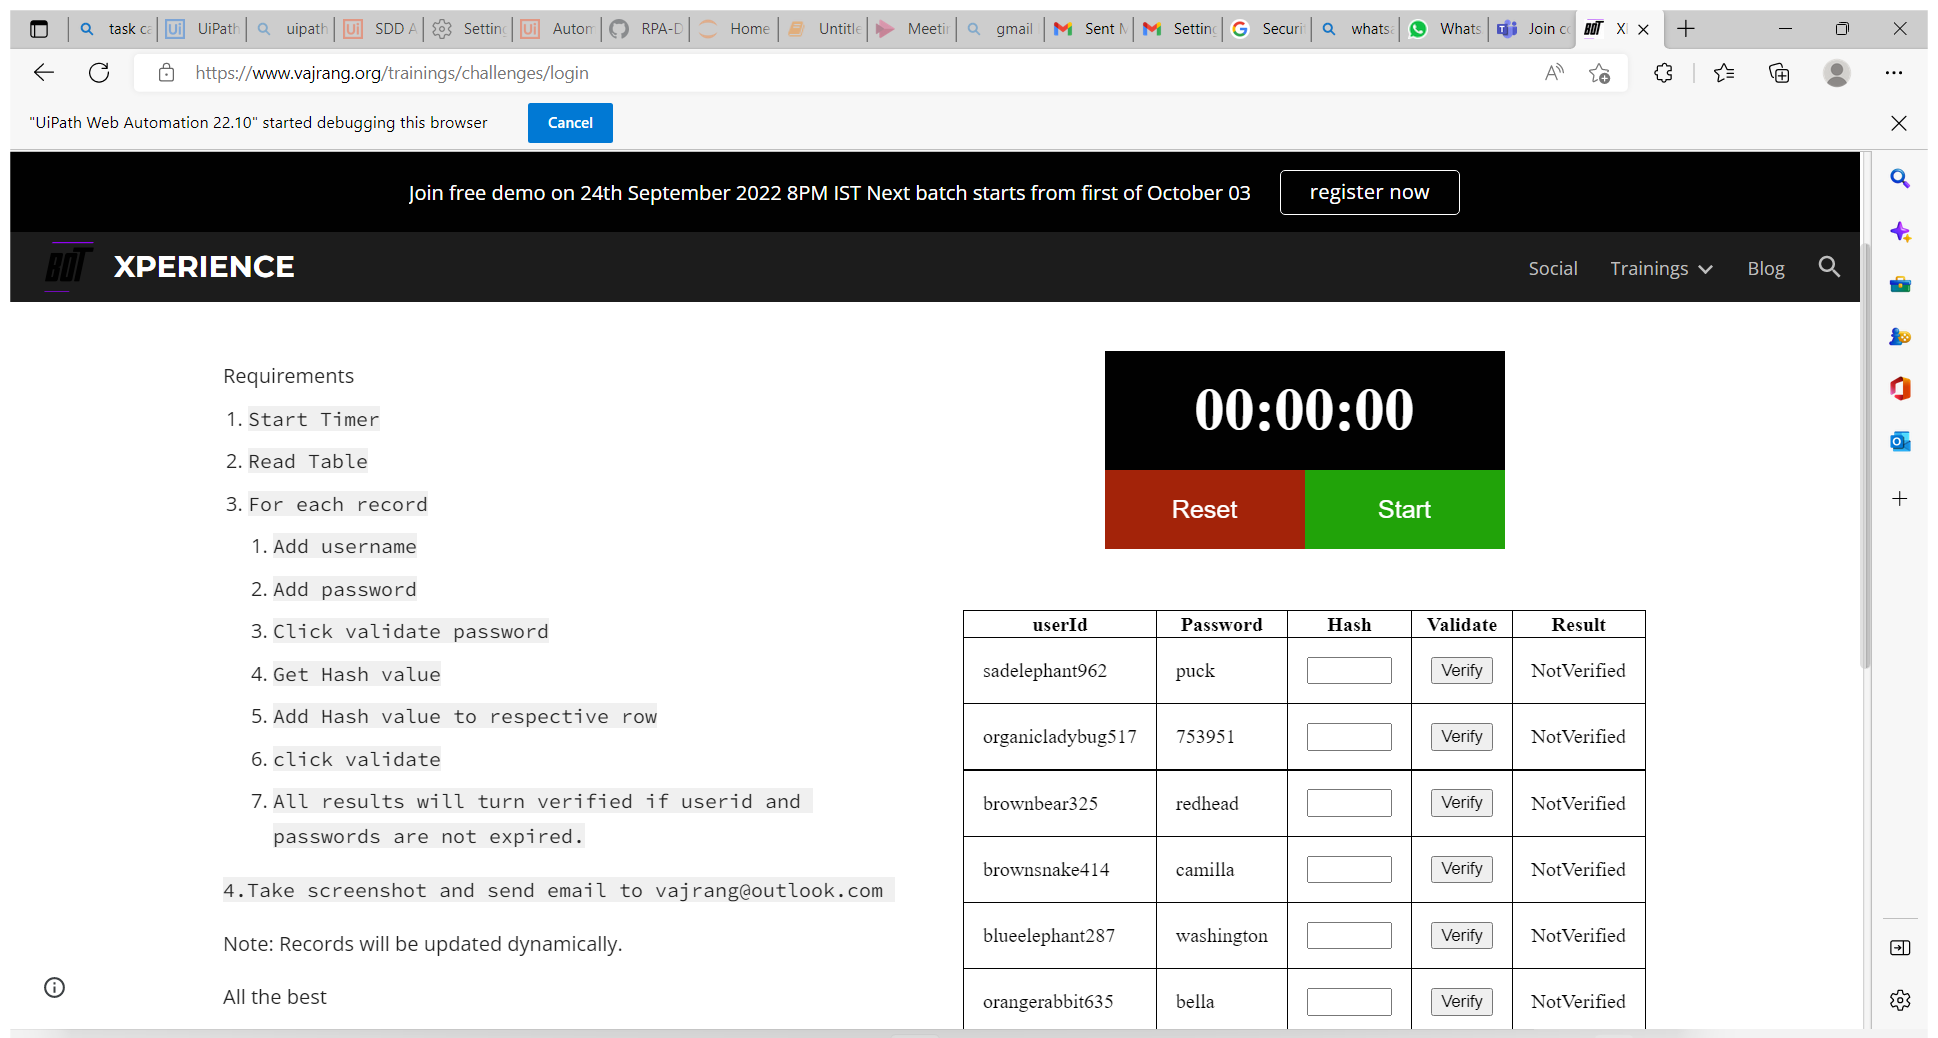 task ca UiPath uipath SDD A Setting Autom RPA-D Home Untitle Meetin gmail Sent M Setting Securit whatsa Whats Join co XI
https://www.vajrang.org/trainings/challenges/login
"UiPath Web Automation 22.10" started debugging this browser Cancel
Join free demo on 24th September 2022 8PM IST Next batch starts from first of October 03 register now
BOT XPERIENCE Social Trainings Blog
Requirements
1. Start Timer
2. Read Table
3. For each record
1. Add username
2. Add password
3. Click validate password
4. Get Hash value
5. Add Hash value to respective row
6. click validate
7. All results will turn verified if userid and
passwords are not expired.
4.Take screenshot and send email to vajrang@outlook.com
Note: Records will be updated dynamically.
All the best
00:00:00
Reset Start
userId Password Hash Validate Result
sadelephant962 puck Verify NotVerified
organicladybug517 753951 Verify NotVerified
brownbear325 redhead Verify NotVerified
brownsnake414 camilla Verify NotVerified
blueelephant287 washington Verify NotVerified
orangerabbit635 bella Verify NotVerified